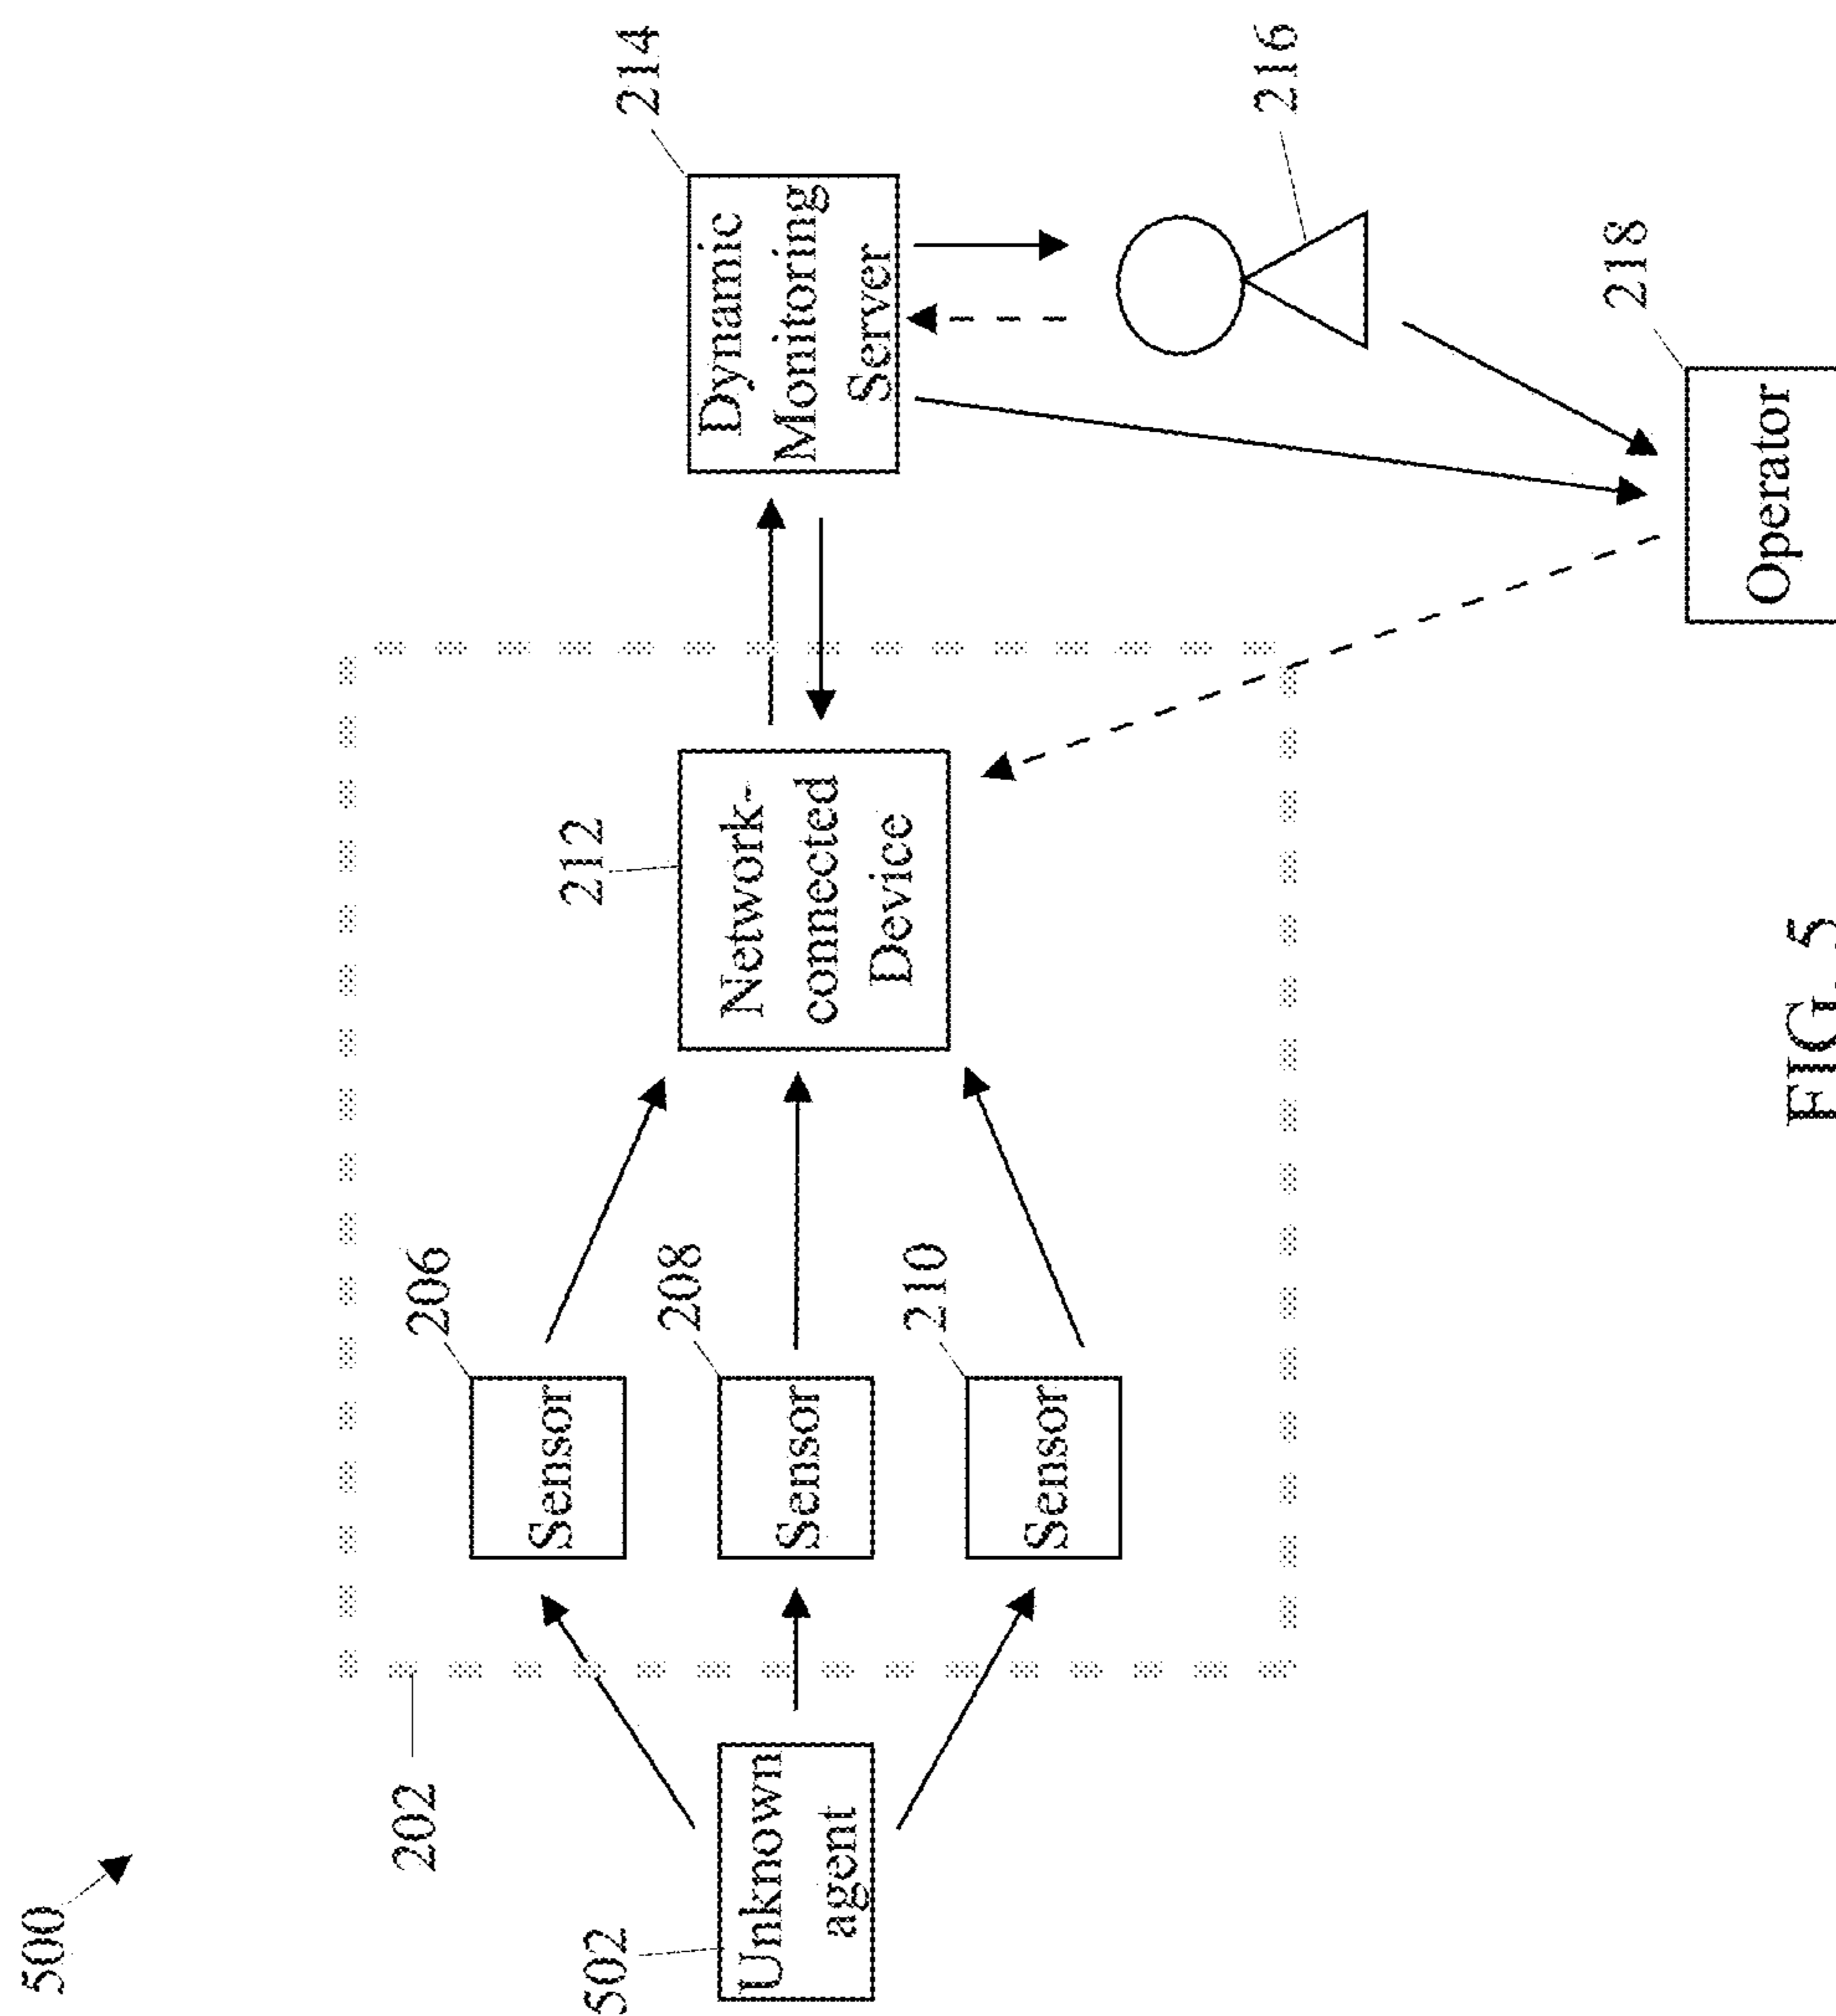 500
202
502
Unknown
agent
206
Sensor
208
Sensor
210
Sensor
212
Network-
connected
Device
214
Dynamic
Monitoring
Server
216
218
Operator
FIG. 5